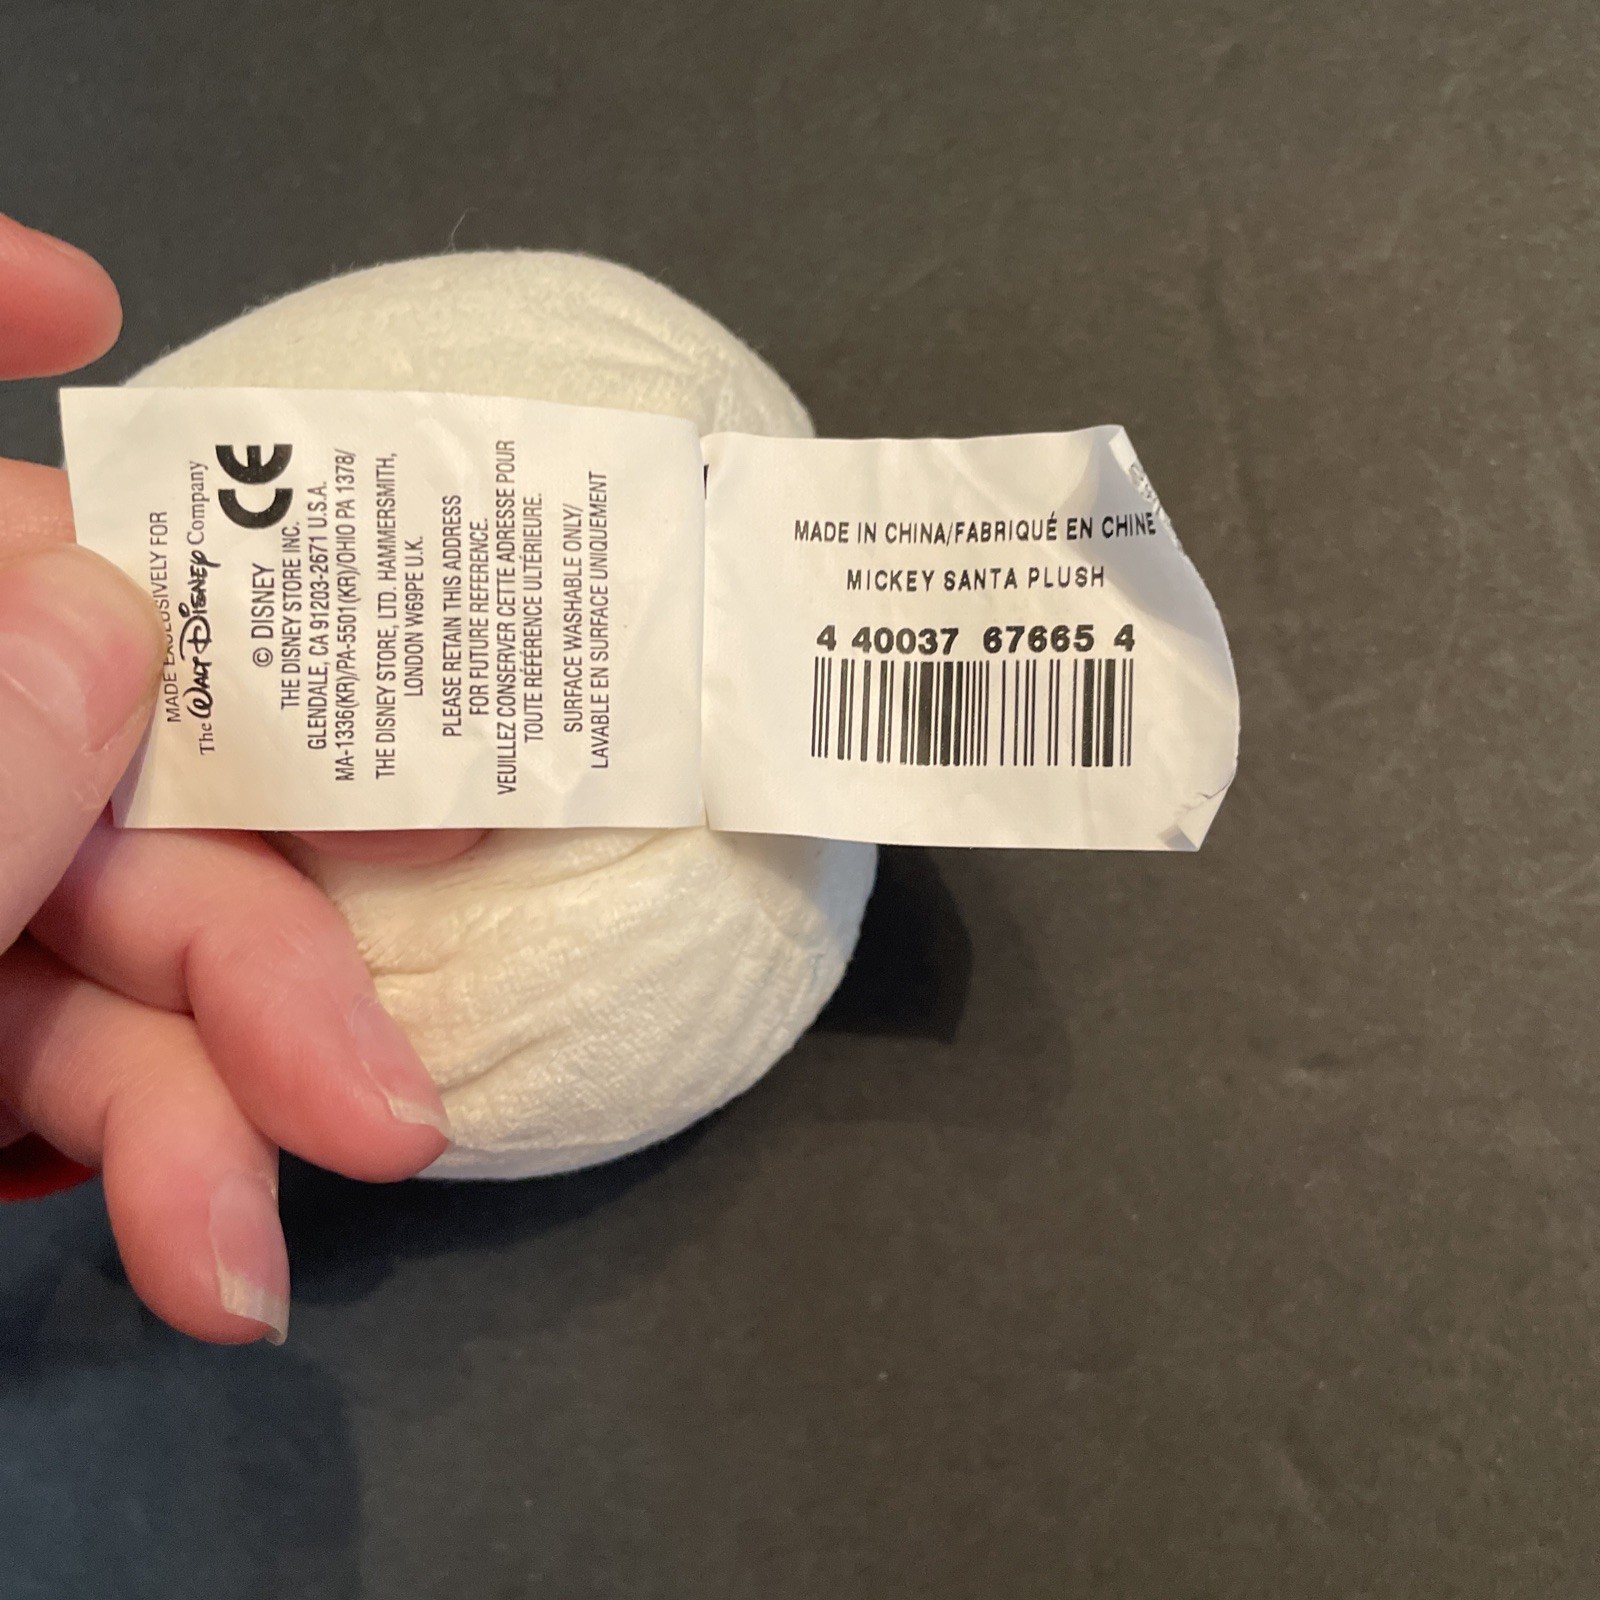 MADE EXCLUSIVELY FOR
The Walt Disney Company
CE
© DISNEY
THE DISNEY STORE INC.
GLENDALE, CA 91203-2671 U.S.A.
MA-1336(KR)/PA-5501(KR)/OHIO PA 1378/
THE DISNEY STORE, LTD. HAMMERSMITH,
LONDON W69PE U.K.
PLEASE RETAIN THIS ADDRESS
FOR FUTURE REFERENCE.
VEUILLEZ CONSERVER CETTE ADRESSE POUR
TOUTE RÉFÉRENCE ULTÉRIEURE.
SURFACE WASHABLE ONLY/
LAVABLE EN SURFACE UNIQUEMENT
MADE IN CHINA/FABRIQUÉ EN CHINE
MICKEY SANTA PLUSH
4 40037 67665 4